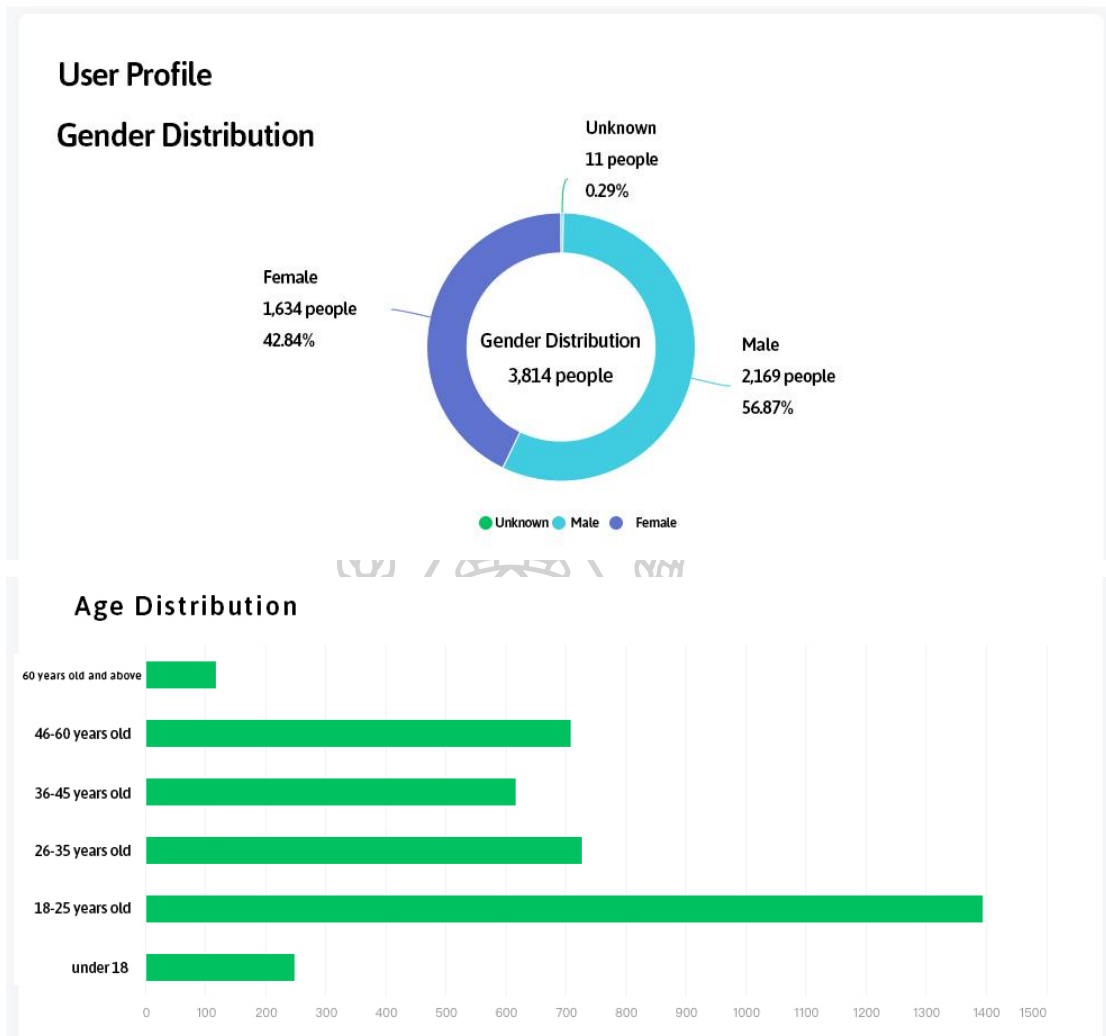 User Profile
Gender Distribution
Unknown
11 people
0.29%
Female
1,634 people
42.84%
Gender Distribution
3,814 people
Male
2,169 people
56.87%
Unknown Male Female
Age Distribution
60 years old and above
46-60 years old
36-45 years old
26-35 years old
18-25 years old
under 18
0 100 200 300 400 500 600 700 800 900 1000 1100 1200 1300 1400 1500